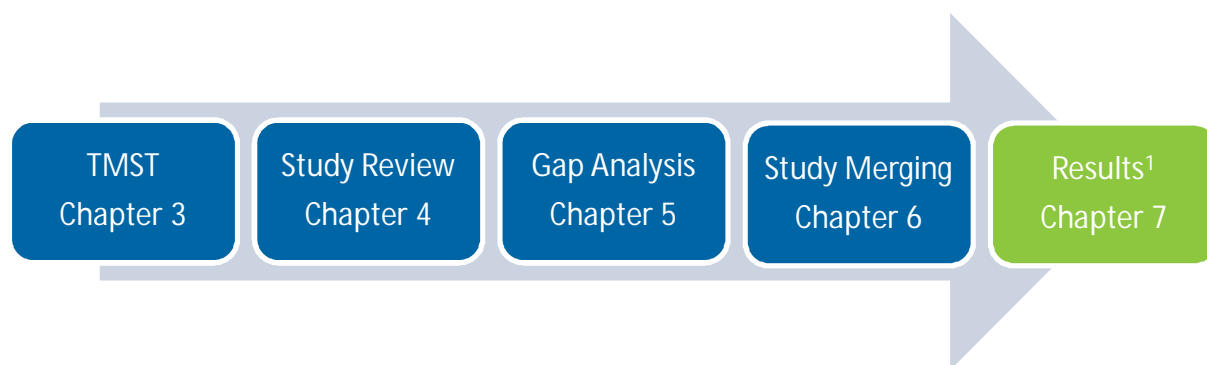 TMST
Chapter 3
Study Review
Chapter 4
Gap Analysis
Chapter 5
Study Merging
Chapter 6
Results¹
Chapter 7